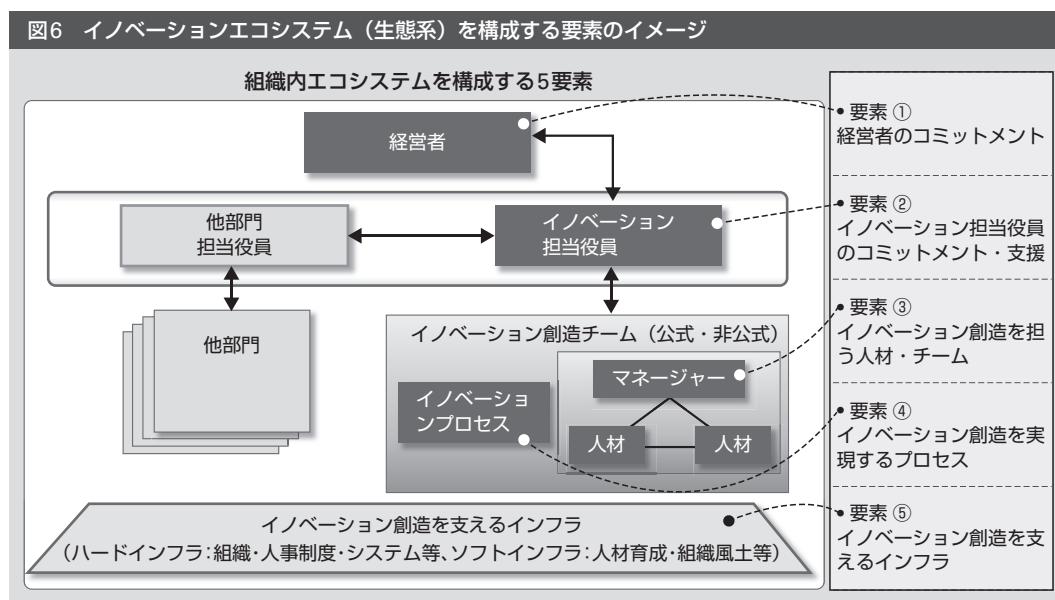 図6 イノベーションエコシステム（生態系）を構成する要素のイメージ
組織内エコシステムを構成する5要素
経営者
他部門
担当役員
イノベーション
担当役員
他部門
イノベーション創造チーム（公式・非公式）
マネージャー
イノベーショ
ンプロセス
人材
人材
イノベーション創造を支えるインフラ
（ハードインフラ：組織・人事制度・システム等、ソフトインフラ：人材育成・組織風土等）
• 要素 ①
経営者のコミットメント
• 要素 ②
イノベーション担当役員
のコミットメント・支援
• 要素 ③
イノベーション創造を担
う人材・チーム
• 要素 ④
イノベーション創造を実
現するプロセス
• 要素 ⑤
イノベーション創造を支
えるインフラ